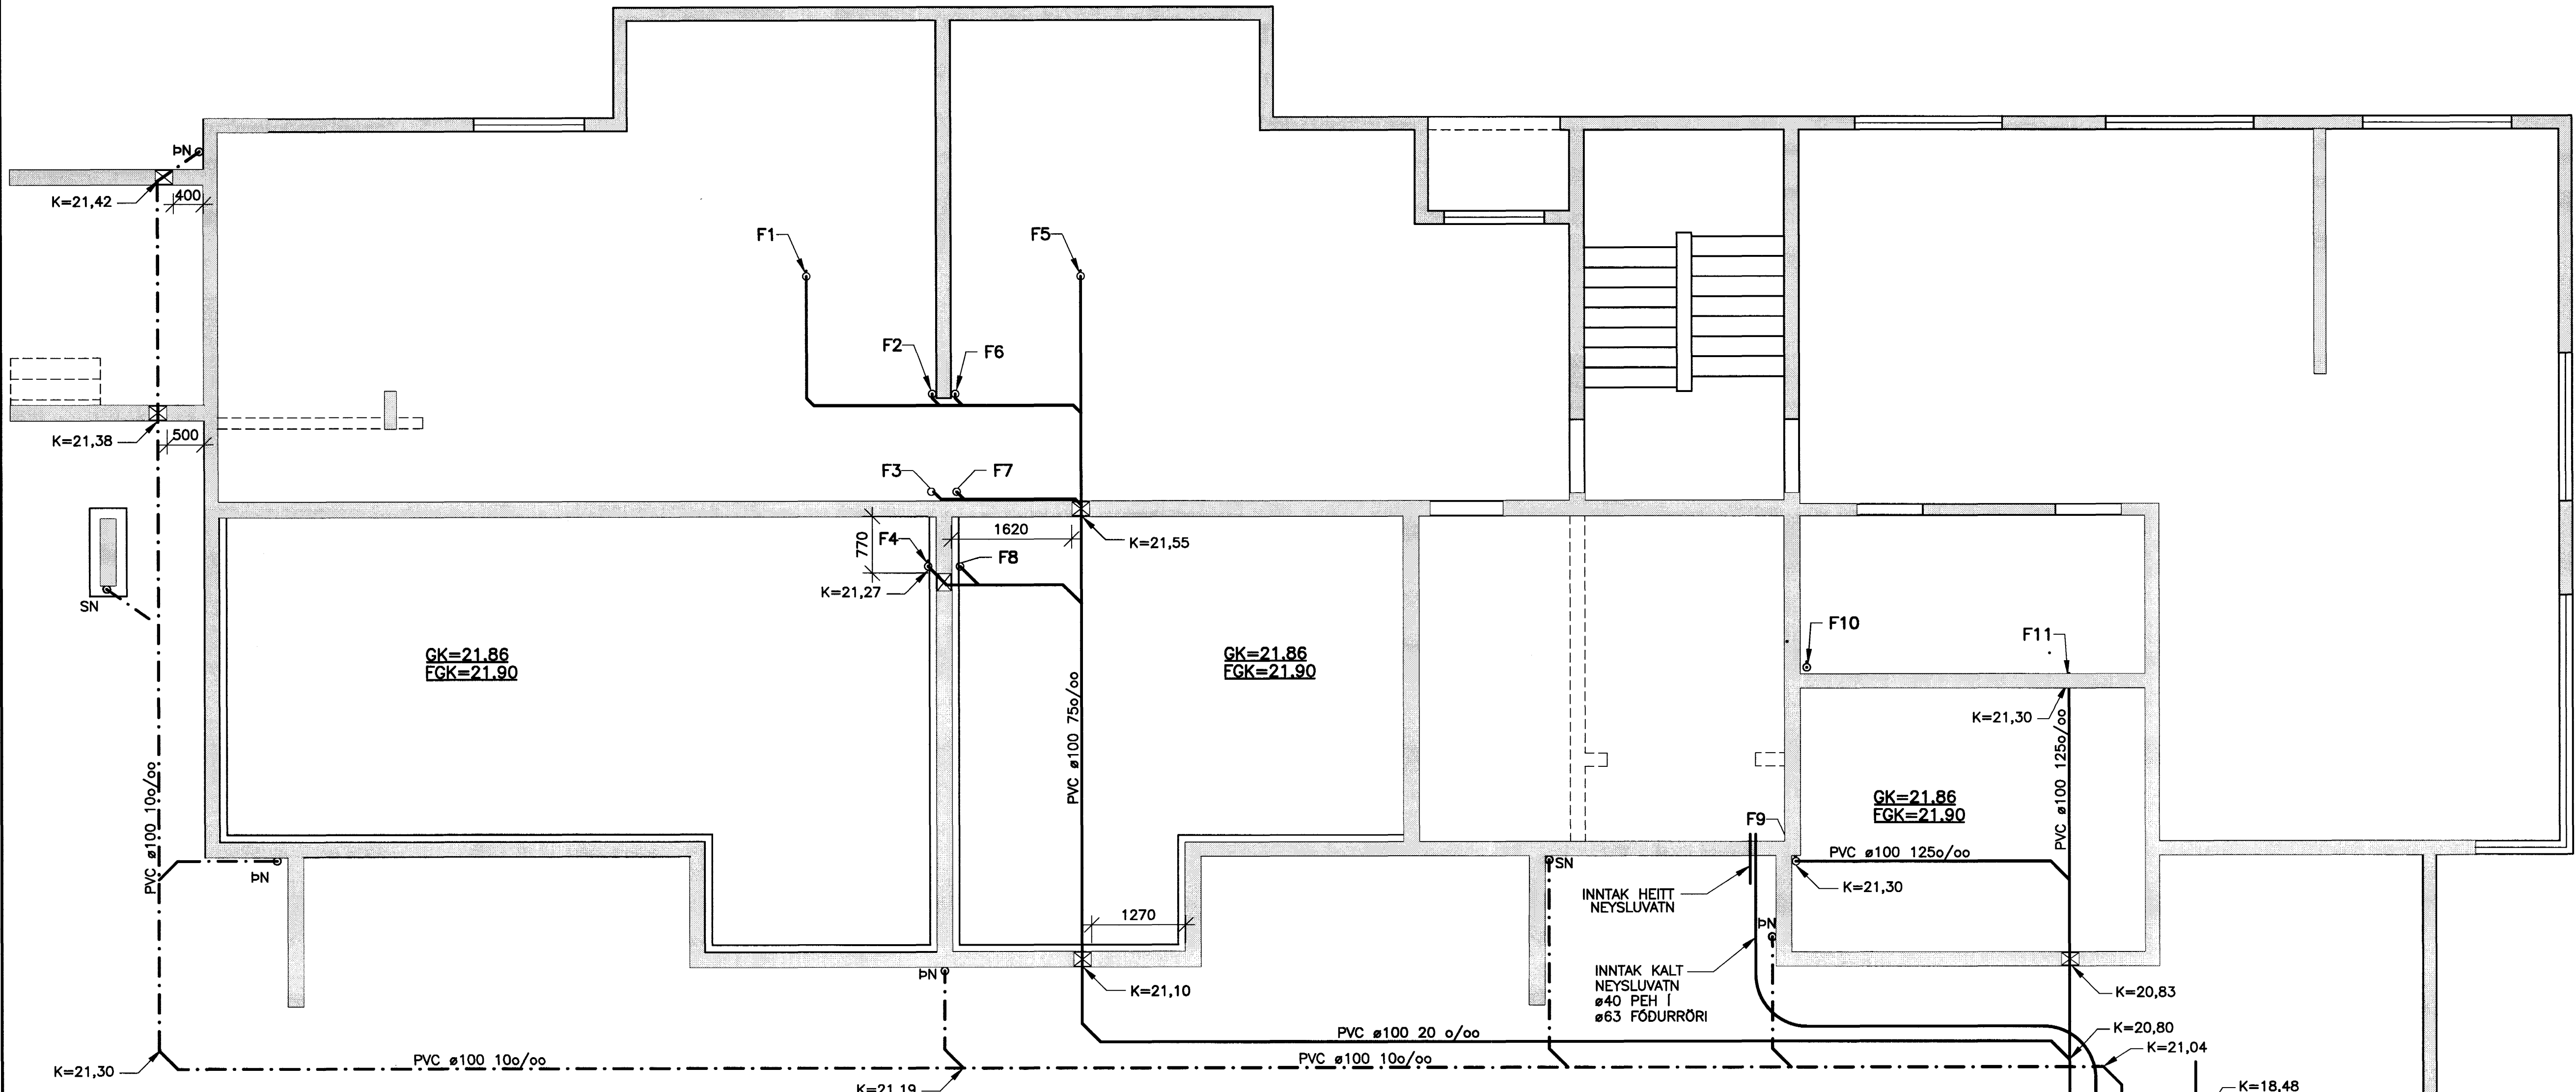 ÞN
K=21,42
400
F1
F5
F2
F6
K=21,38
500
F3
F7
1620
K=21,55
770
F4
F8
K=21,27
SN
GK=21.86
FGK=21.90
GK=21.86
FGK=21.90
F10
F11
K=21,30
PVC ø100 75o/oo
PVC ø100 125o/oo
PVC ø100 10o/oo
GK=21.86
FGK=21.90
F9
PVC ø100 125o/oo
K=21,30
ÞN
SN
INNTAK HEITT
NEYSLUVATN
1270
ÞN
ÞN
K=21,10
INNTAK KALT
NEYSLUVATN
ø40 PEH Í
ø63 FÓÐURRÖRI
K=20,83
K=20,80
K=21,04
PVC ø100 20 o/oo
PVC ø100 10o/oo
PVC ø100 10o/oo
K=21,30
K=21,19
K=18,48